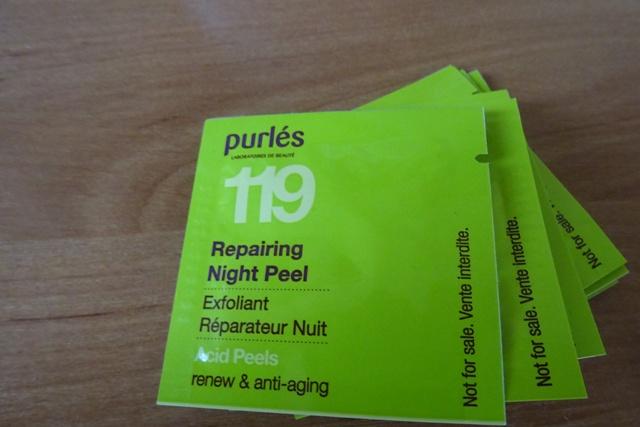 purlés
LABORATOIRES DE BEAUTÉ
119
Repairing
Night Peel
Exfoliant
Réparateur Nuit
Acid Peels
renew & anti-aging
Not for sale. Vente Interdite.
Not for sale. Vente Interdite.
Not for sale.